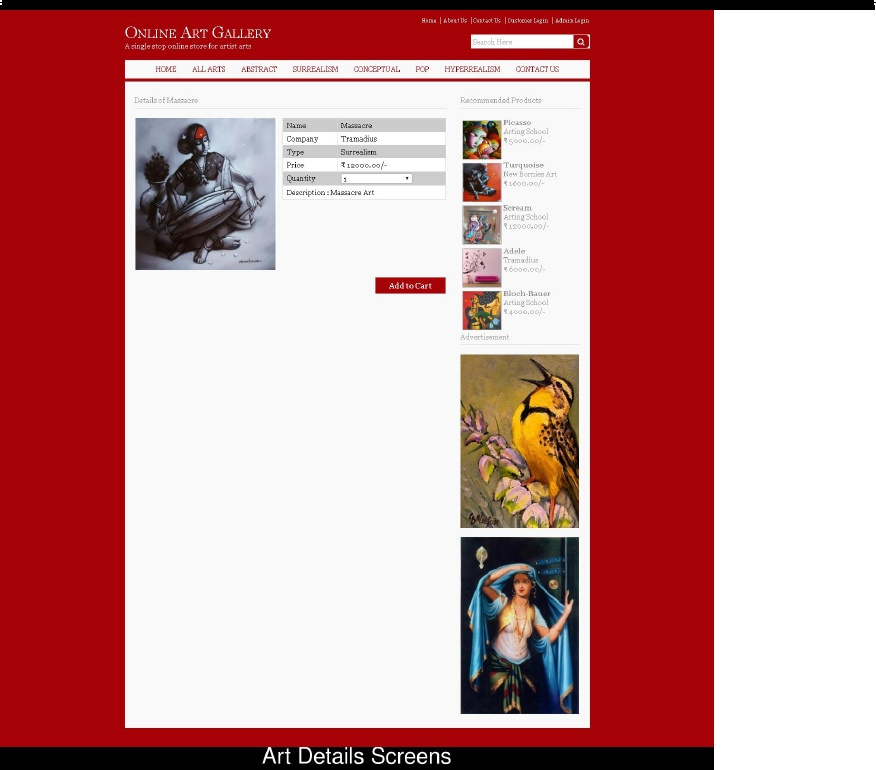 Home | About Us | Contact Us | Customer Login | Admin Login
Online Art Gallery
A single stop online store for artist arts
Search Here
HOME ALL ARTS ABSTRACT SURREALISM CONCEPTUAL POP HYPERREALISM CONTACT US
Details of Massacre
Name Massacre
Company Tramadius
Type Surrealism
Price ₹ 12000.00/-
Quantity 1
Description : Massacre Art
Add to Cart
Recommended Products
Picasso
Arting School
₹ 5000.00/-
Turquoise
New Bornies Art
₹ 1600.00/-
Scream
Arting School
₹ 12000.00/-
Adele
Tramadius
₹ 6000.00/-
Bloch-Bauer
Arting School
₹ 4000.00/-
Advertisement
Art Details Screens